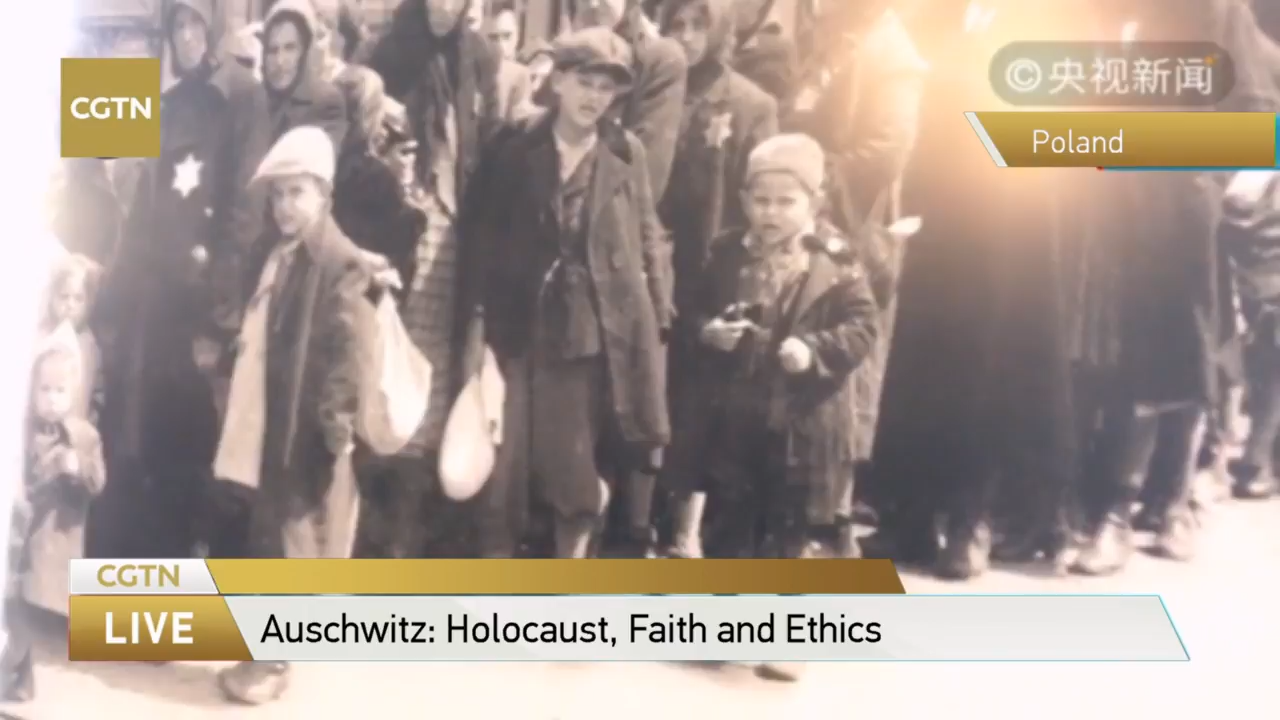 CGTN
©央视新闻
Poland
CGTN
LIVE
Auschwitz: Holocaust, Faith and Ethics